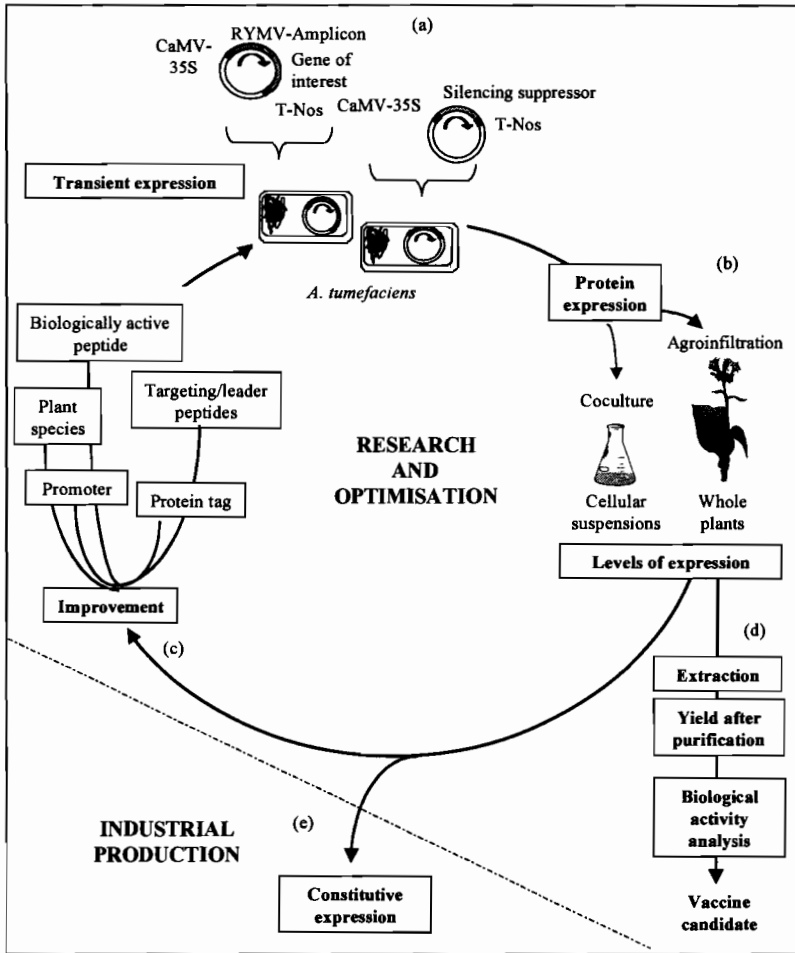 (a)
RYMV-Amplicon
CaMV-
35S
Gene of
interest
T-Nos
CaMV-35S
Silencing suppressor
T-Nos
Transient expression
A. tumefaciens
(b)
Protein
expression
Agroinfiltration
Coculture
Cellular
suspensions
Whole
plants
Levels of expression
Biologically active
peptide
Targeting/leader
peptides
Plant
species
Promoter
Protein tag
Improvement
RESEARCH
AND
OPTIMISATION
(c)
(d)
Extraction
Yield after
purification
Biological
activity
analysis
Vaccine
candidate
INDUSTRIAL
PRODUCTION
(e)
Constitutive
expression